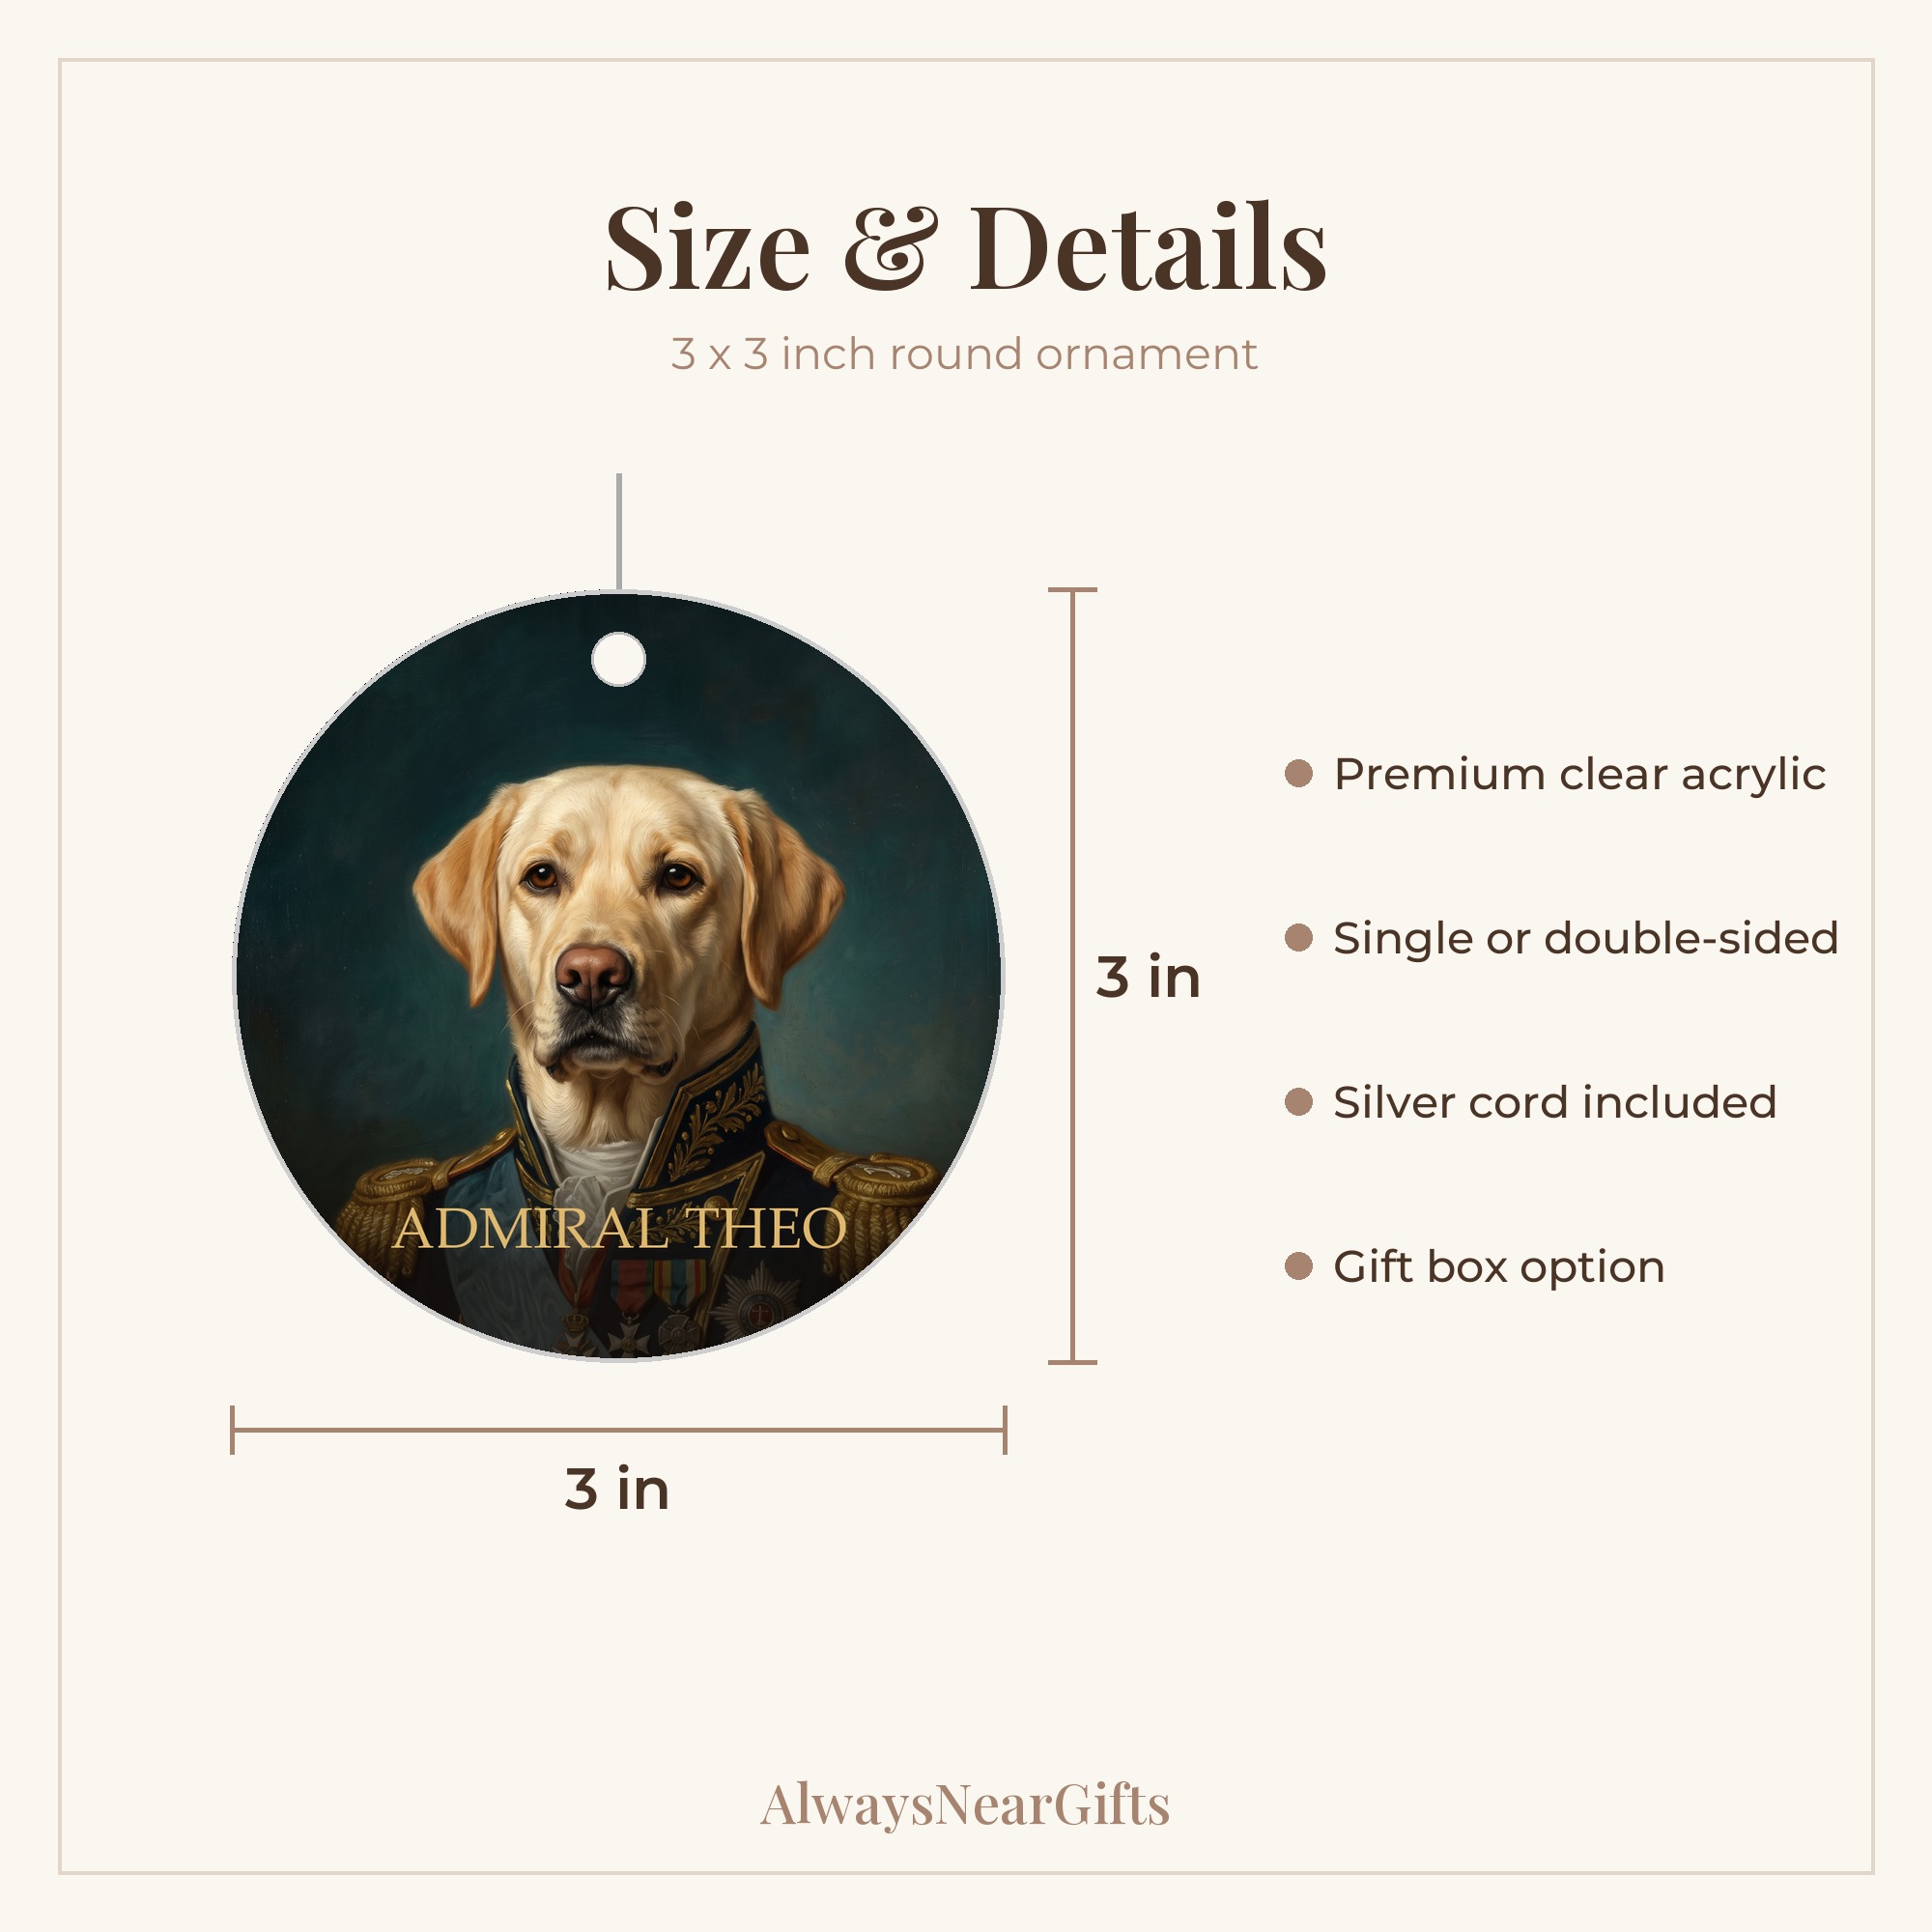 Size & Details
3 x 3 inch round ornament
ADMIRAL THEO
3 in
3 in
Premium clear acrylic
Single or double-sided
Silver cord included
Gift box option
AlwaysNearGifts